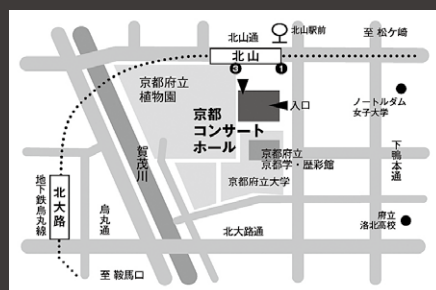 北山通
北山駅前
至 松ケ崎
北山
3
1
京都府立
植物園
入口
京都
コンサート
ホール
ノートルダム
女子大学
賀茂川
京都府立
京都学・歴彩館
下鴨本通
京都府立大学
地下鉄烏丸線
北大路
烏丸通
府立
洛北高校
北大路通
至 鞍馬口